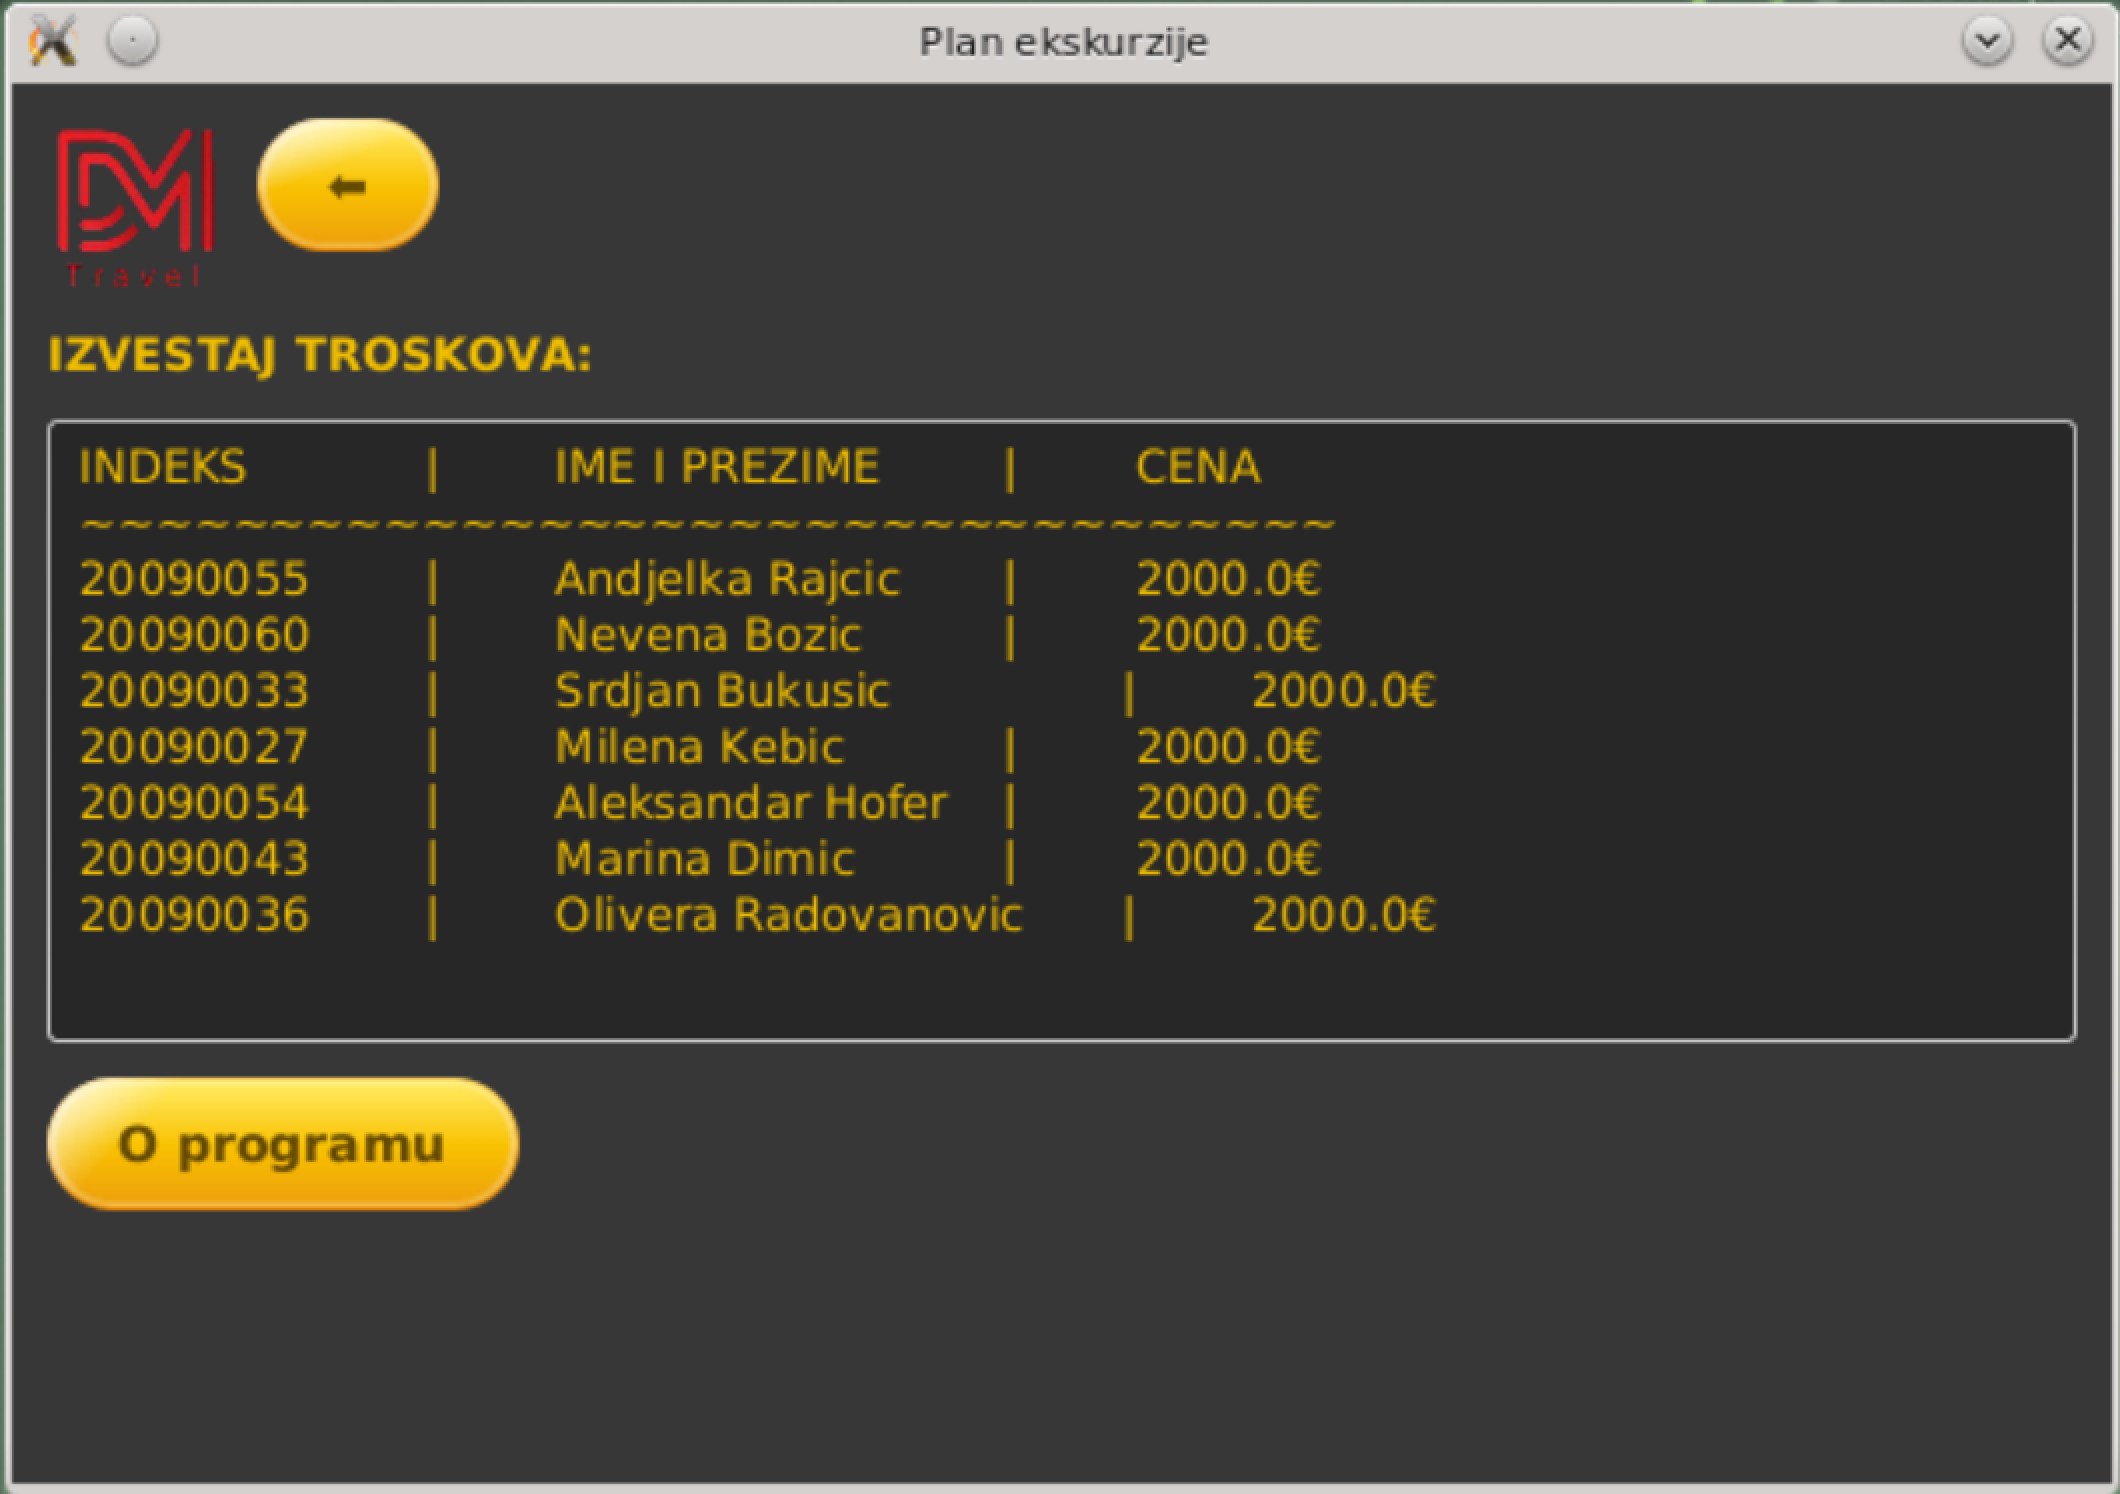 Plan ekskurzije
DM
Travel
⬅
IZVESTAJ TROSKOVA:
INDEKS | IME I PREZIME | CENA
~~~~~~~~~~~~~~~~~~~~~~~~~~~~~~~~~
20090055 | Andjelka Rajcic | 2000.0€
20090060 | Nevena Bozic | 2000.0€
20090033 | Srdjan Bukusic | 2000.0€
20090027 | Milena Kebic | 2000.0€
20090054 | Aleksandar Hofer | 2000.0€
20090043 | Marina Dimic | 2000.0€
20090036 | Olivera Radovanovic | 2000.0€
O programu